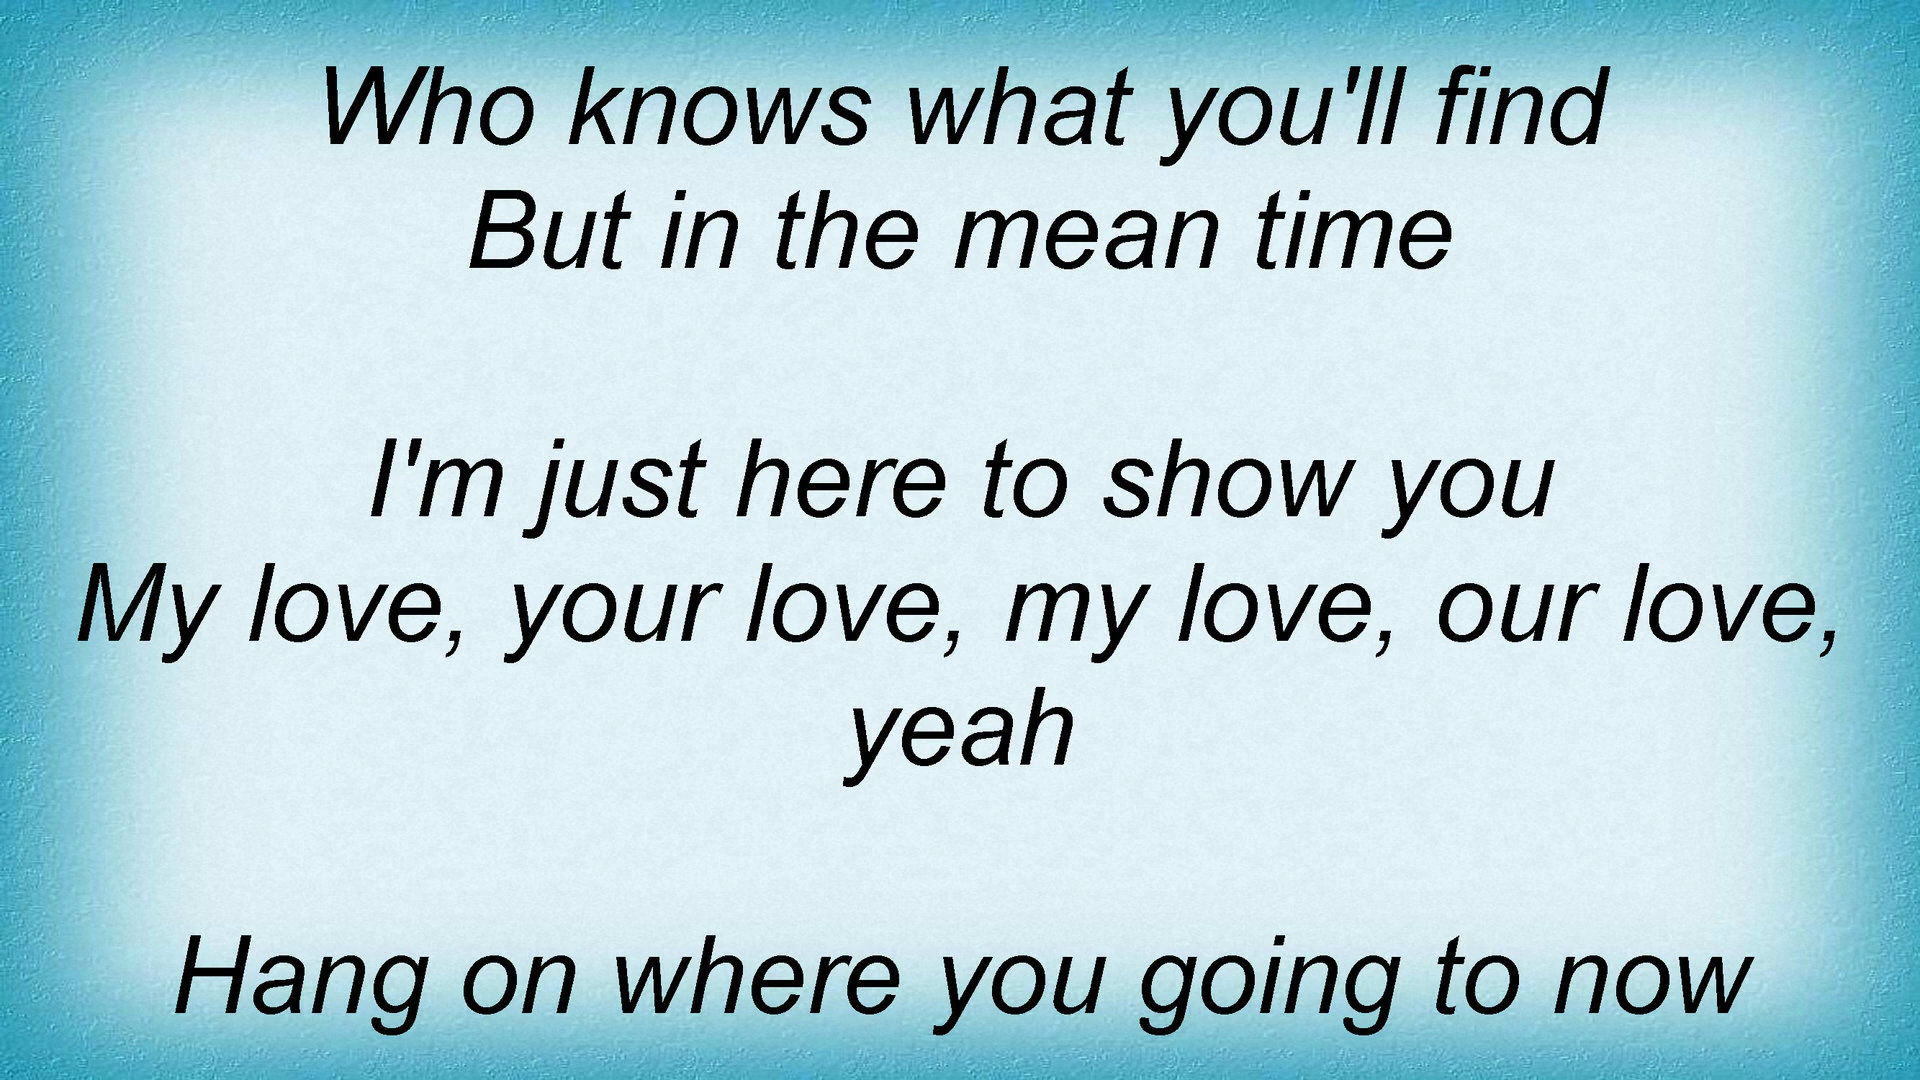 Who knows what you'll find
But in the mean time
I'm just here to show you
My love, your love, my love, our love,
yeah
Hang on where you going to now